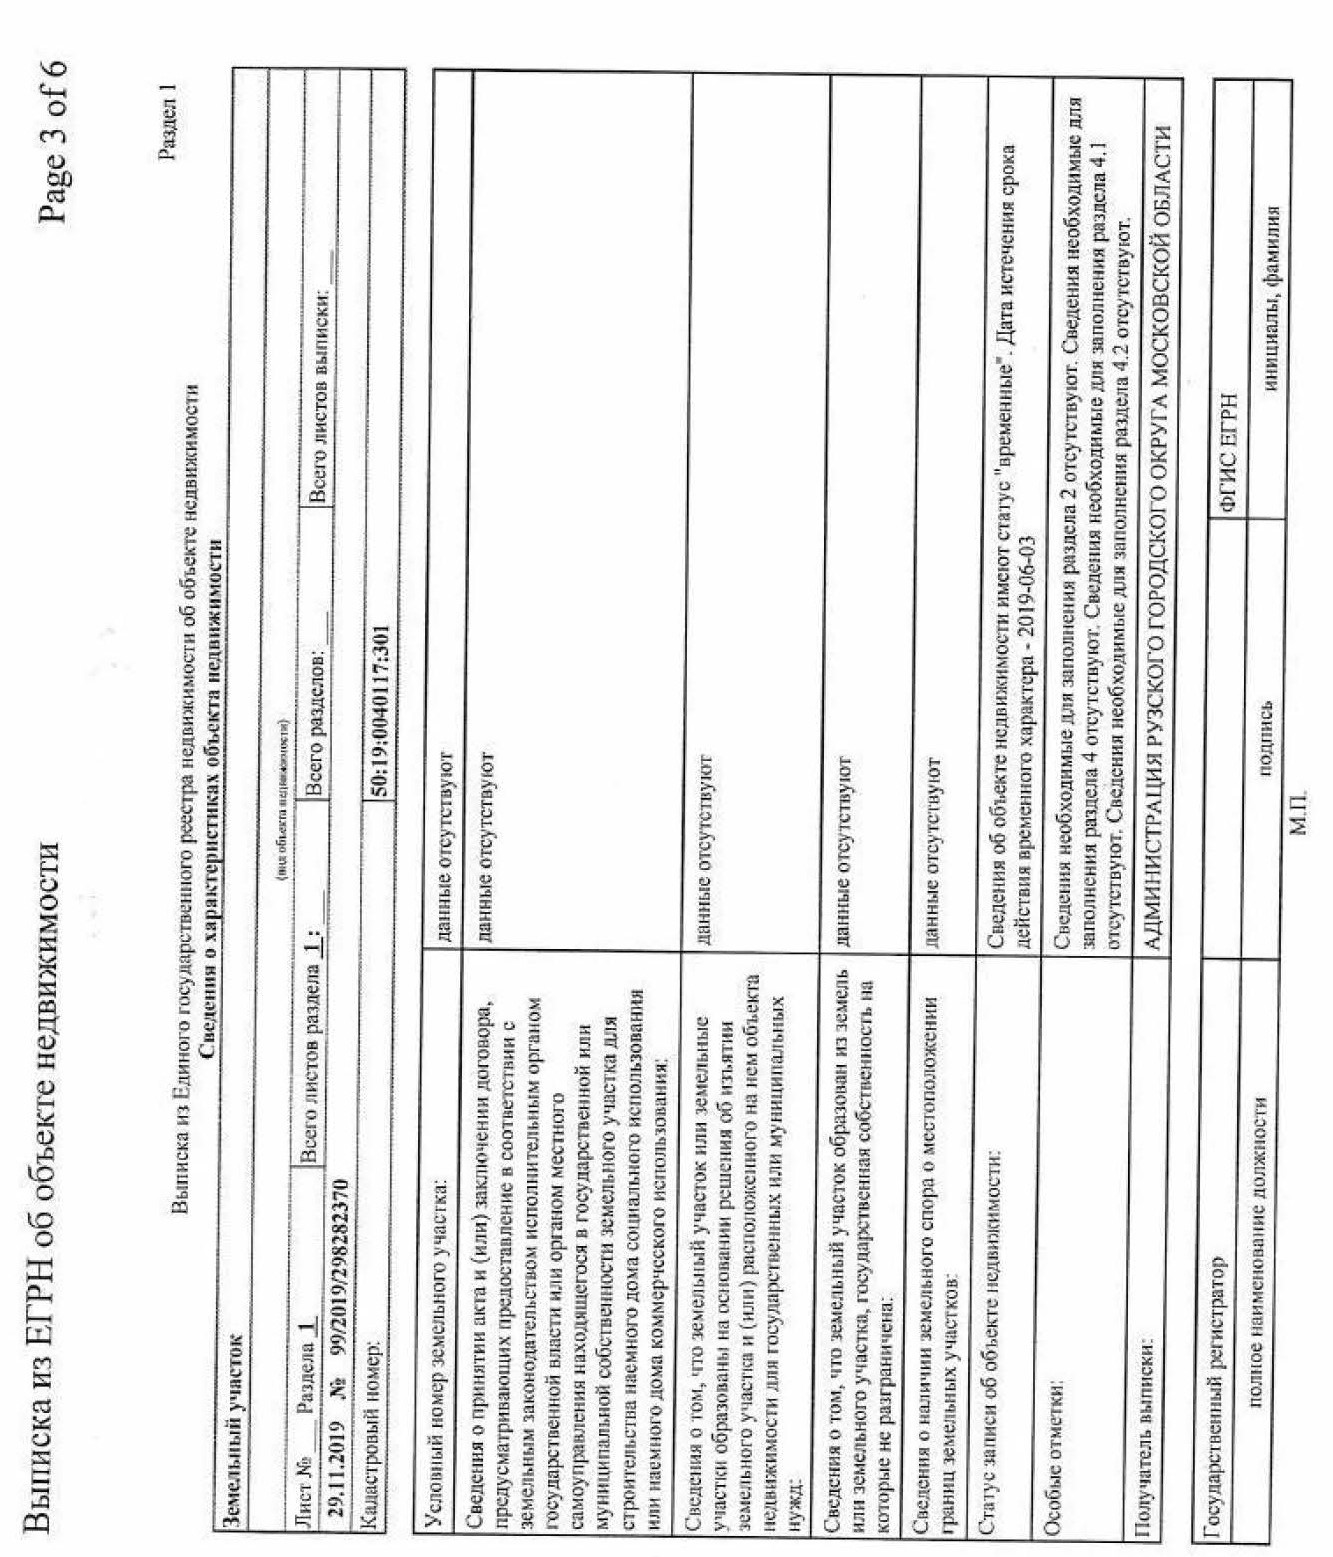 Выписка из ЕГРН об объекте недвижимости
Page 3 of 6
Раздел 1
Выписка из Единого государственного реестра недвижимости об объекте недвижимости
Сведения о характеристиках объекта недвижимости
Земельный участок
(вид объекта недвижимости)
Лист № ___ Раздела 1
Всего листов раздела 1 : ___
Всего разделов: ___
Всего листов выписки: ___
29.11.2019 № 99/2019/298282370
Кадастровый номер:
50:19:0040117:301
Условный номер земельного участка:
данные отсутствуют
Сведения о принятии акта и (или) заключении договора,
предусматривающих предоставление в соответствии с
земельным законодательством исполнительным органом
государственной власти или органом местного
самоуправления находящегося в государственной или
муниципальной собственности земельного участка для
строительства наемного дома социального использования
или наемного дома коммерческого использования:
данные отсутствуют
Сведения о том, что земельный участок или земельные
участки образованы на основании решения об изъятии
земельного участка и (или) расположенного на нем объекта
недвижимости для государственных или муниципальных
нужд:
данные отсутствуют
Сведения о том, что земельный участок образован из земель
или земельного участка, государственная собственность на
которые не разграничена:
данные отсутствуют
Сведения о наличии земельного спора о местоположении
границ земельных участков:
данные отсутствуют
Статус записи об объекте недвижимости:
Сведения об объекте недвижимости имеют статус "временные". Дата истечения срока
действия временного характера - 2019-06-03
Особые отметки:
Сведения необходимые для заполнения раздела 2 отсутствуют. Сведения необходимые для
заполнения раздела 4 отсутствуют. Сведения необходимые для заполнения раздела 4.1
отсутствуют. Сведения необходимые для заполнения раздела 4.2 отсутствуют.
Получатель выписки:
АДМИНИСТРАЦИЯ РУЗСКОГО ГОРОДСКОГО ОКРУГА МОСКОВСКОЙ ОБЛАСТИ
Государственный регистратор
ФГИС ЕГРН
полное наименование должности
подпись
инициалы, фамилия
М.П.